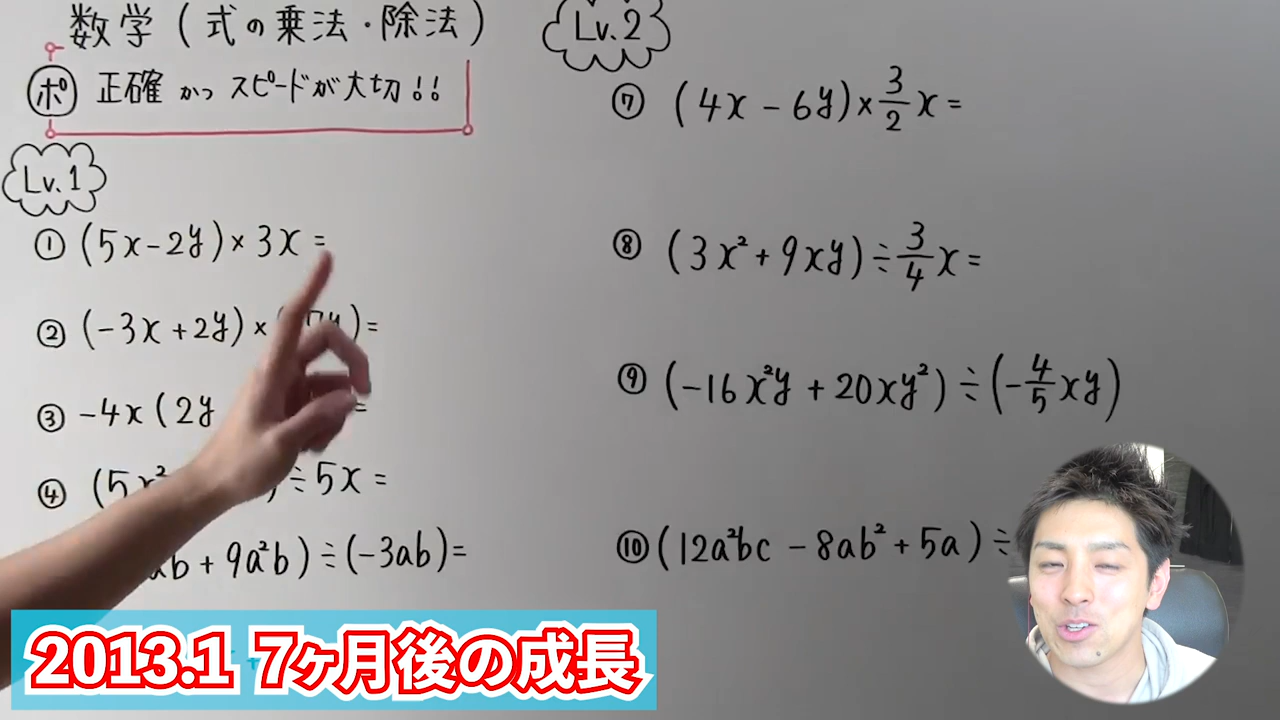 数学(式の乗法・除法)
ポ 正確 かつ スピードが大切!!
Lv.1
① (5x-2y)×3x=
② (-3x+2y)×( 7y)=
③ -4x(2y =
④ (5x² ÷5x=
ab+9a²b)÷(-3ab)=
Lv.2
⑦ (4x-6y)×3/2x=
⑧ (3x²+9xy)÷3/4x=
⑨ (-16x²y+20xy²)÷(-4/5xy)
⑩ (12a²bc-8ab²+5a)÷
2013.1 7ヶ月後の成長